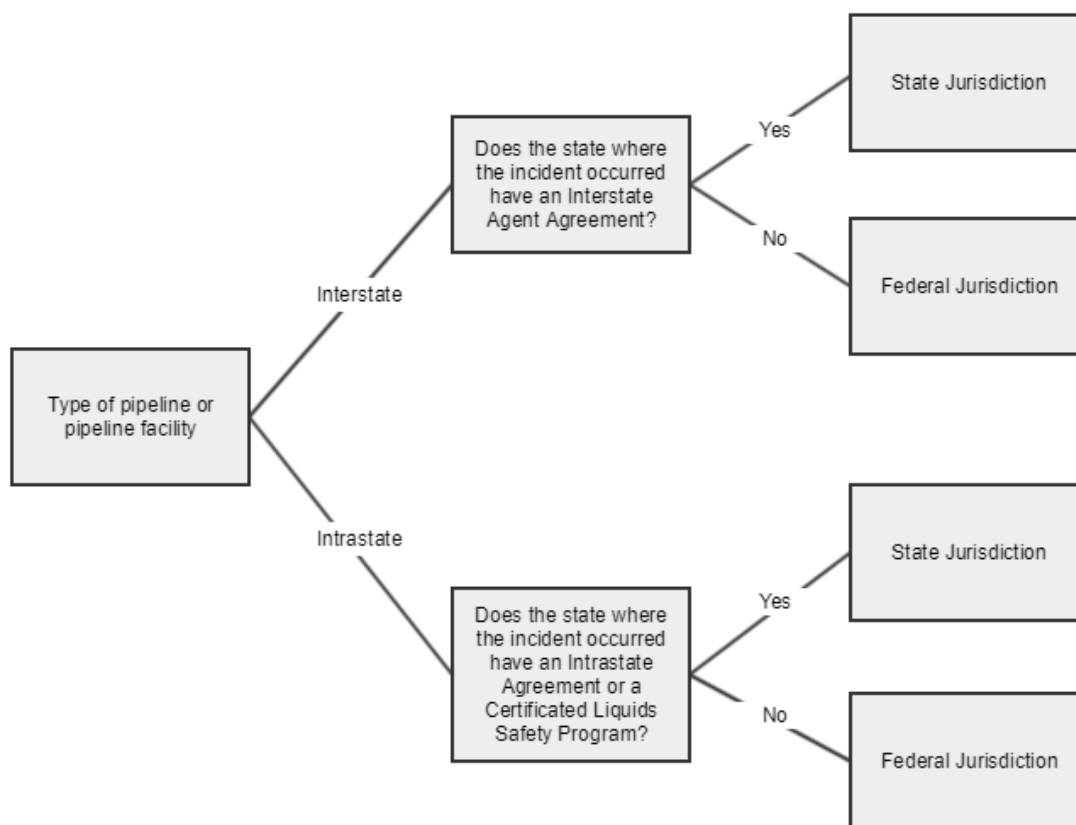 Type of pipeline or
pipeline facility
Interstate
Does the state where
the incident occurred
have an Interstate
Agent Agreement?
Yes
State Jurisdiction
No
Federal Jurisdiction
Intrastate
Does the state where
the incident occurred
have an Intrastate
Agreement or a
Certificated Liquids
Safety Program?
Yes
State Jurisdiction
No
Federal Jurisdiction